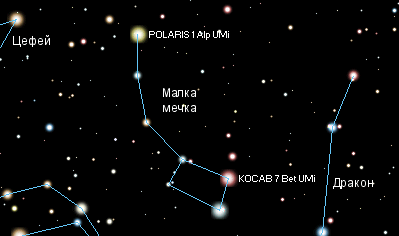 POLARIS 1 Alp UMi
Цефей
Малка
мечка
KOCAB 7 Bet UMi
Дракон